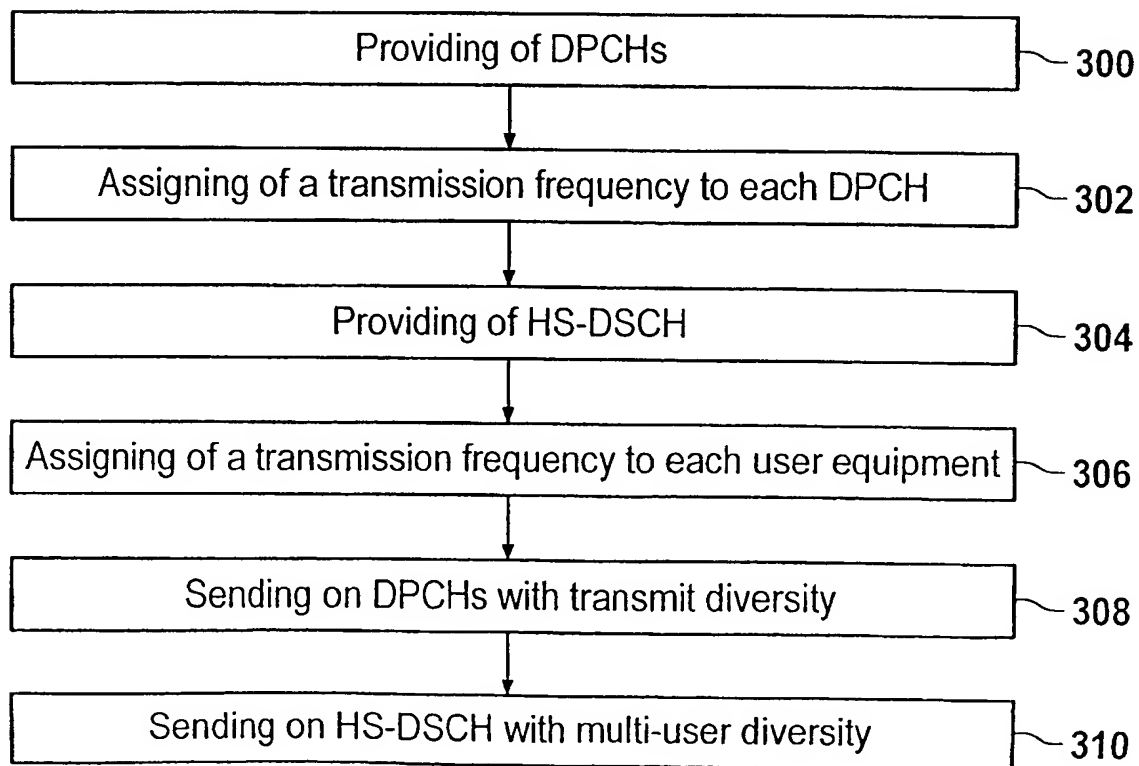 Providing of DPCHs
300
Assigning of a transmission frequency to each DPCH
302
Providing of HS-DSCH
304
Assigning of a transmission frequency to each user equipment
306
Sending on DPCHs with transmit diversity
308
Sending on HS-DSCH with multi-user diversity
310